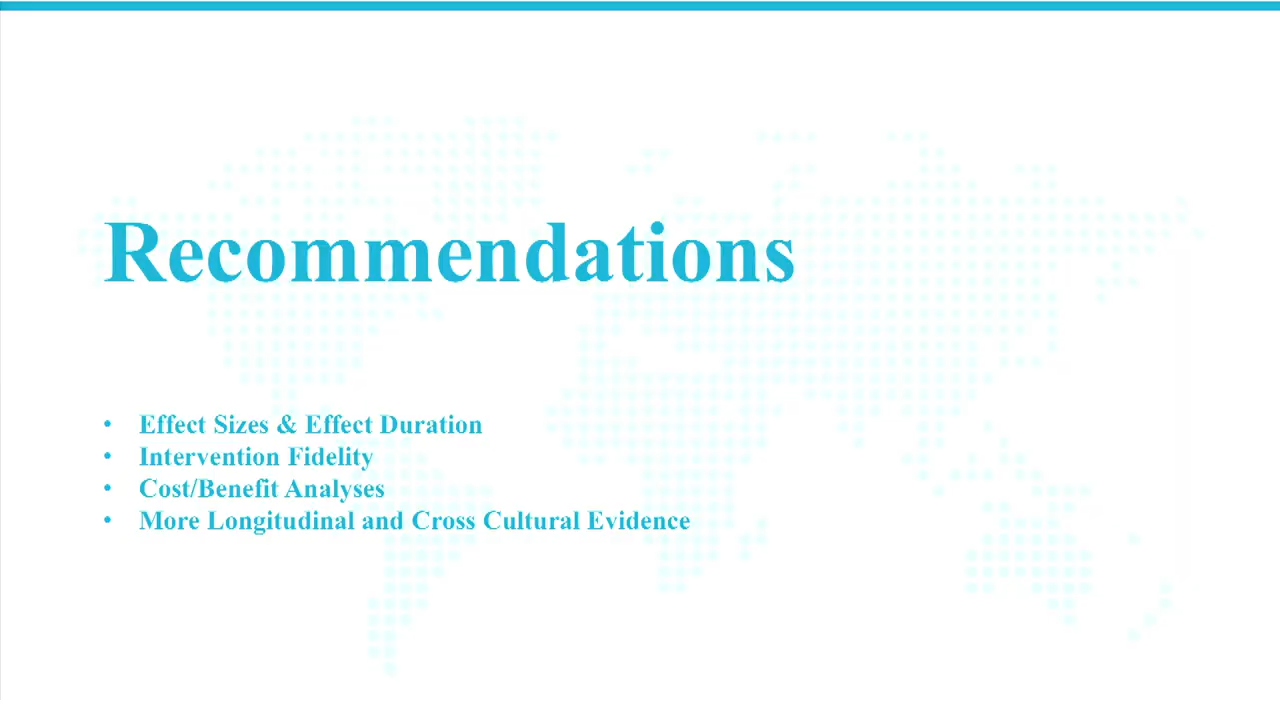 Recommendations
• Effect Sizes & Effect Duration
• Intervention Fidelity
• Cost/Benefit Analyses
• More Longitudinal and Cross Cultural Evidence